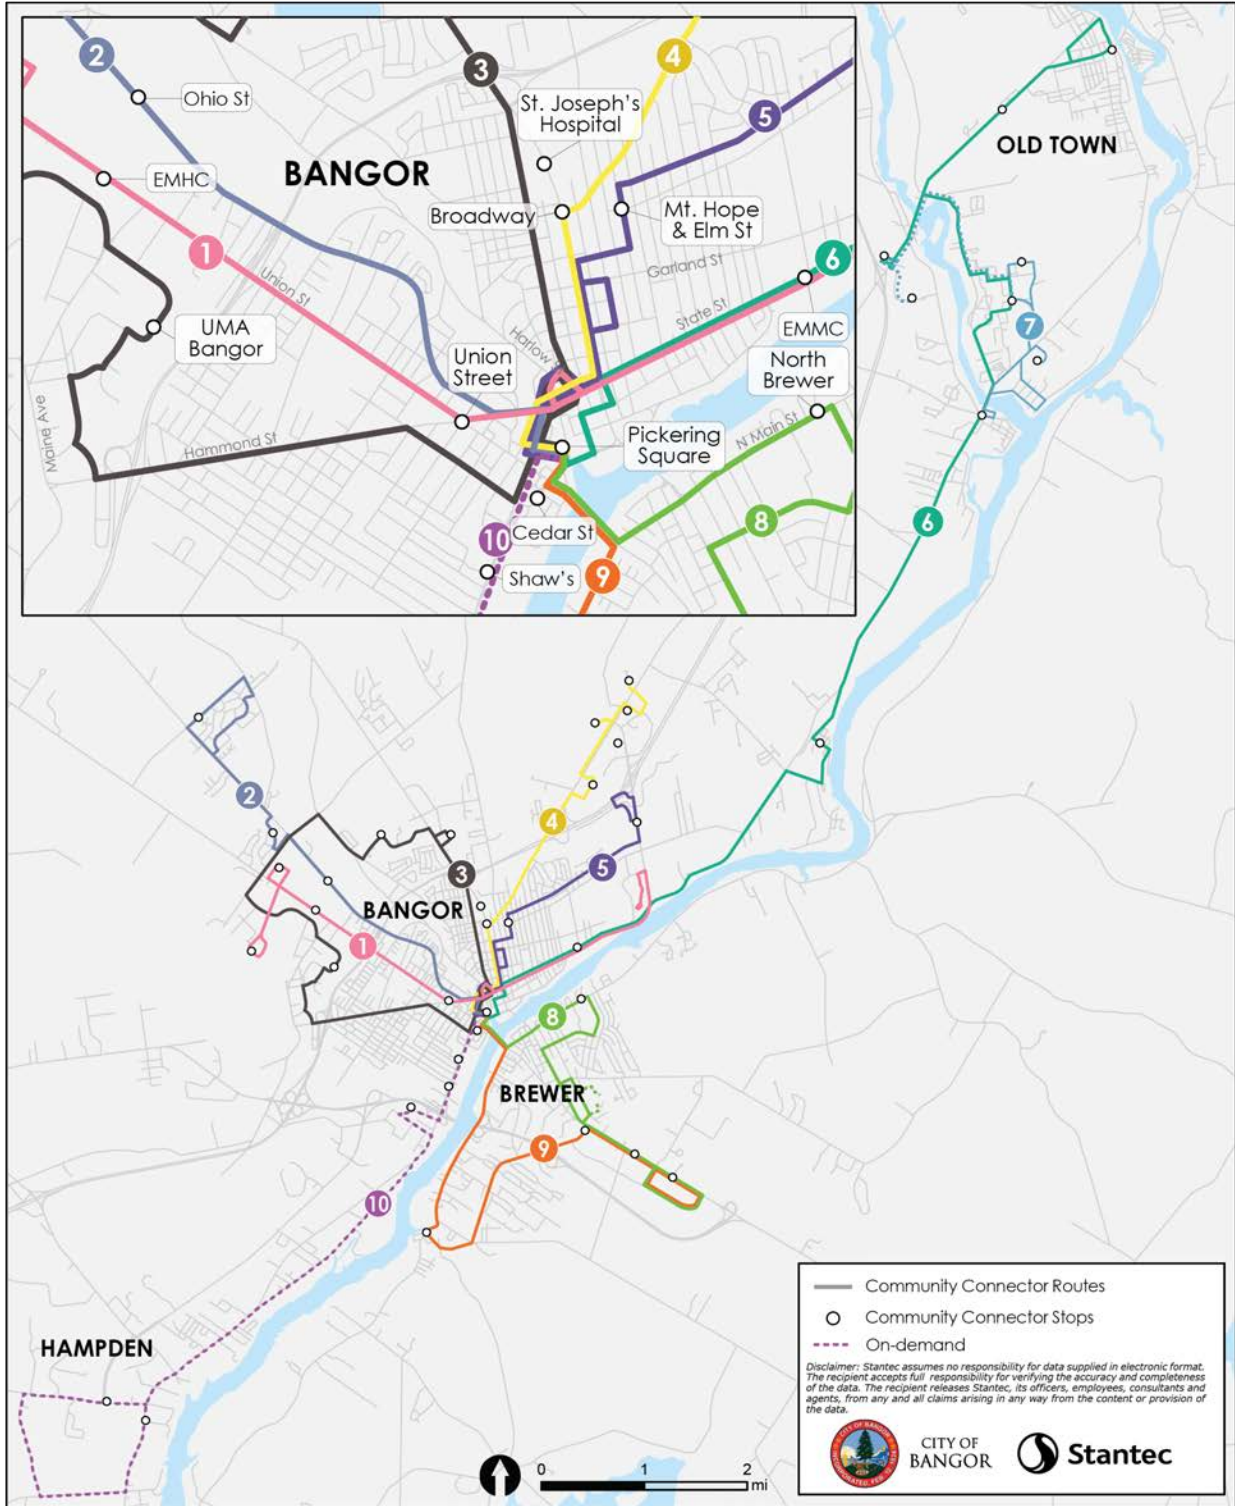 2
3
4
Ohio St
St. Joseph's
Hospital
5
BANGOR
EMHC
Broadway
Mt. Hope
& Elm St
1
Union St
Garland St
6
State St
EMMC
UMA
Bangor
Harlow
Union
Street
North
Brewer
Maine Ave
Hammond St
N Main St
Pickering
Square
8
10
Cedar St
9
Shaw's
OLD TOWN
7
6
2
4
3
5
BANGOR
1
8
BREWER
9
10
HAMPDEN
0 1 2
mi
Community Connector Routes
Community Connector Stops
On-demand
Disclaimer: Stantec assumes no responsibility for data supplied in electronic format.
The recipient accepts full responsibility for verifying the accuracy and completeness
of the data. The recipient releases Stantec, its officers, employees, consultants and
agents, from any and all claims arising in any way from the content or provision of
the data.
CITY OF
BANGOR
Stantec